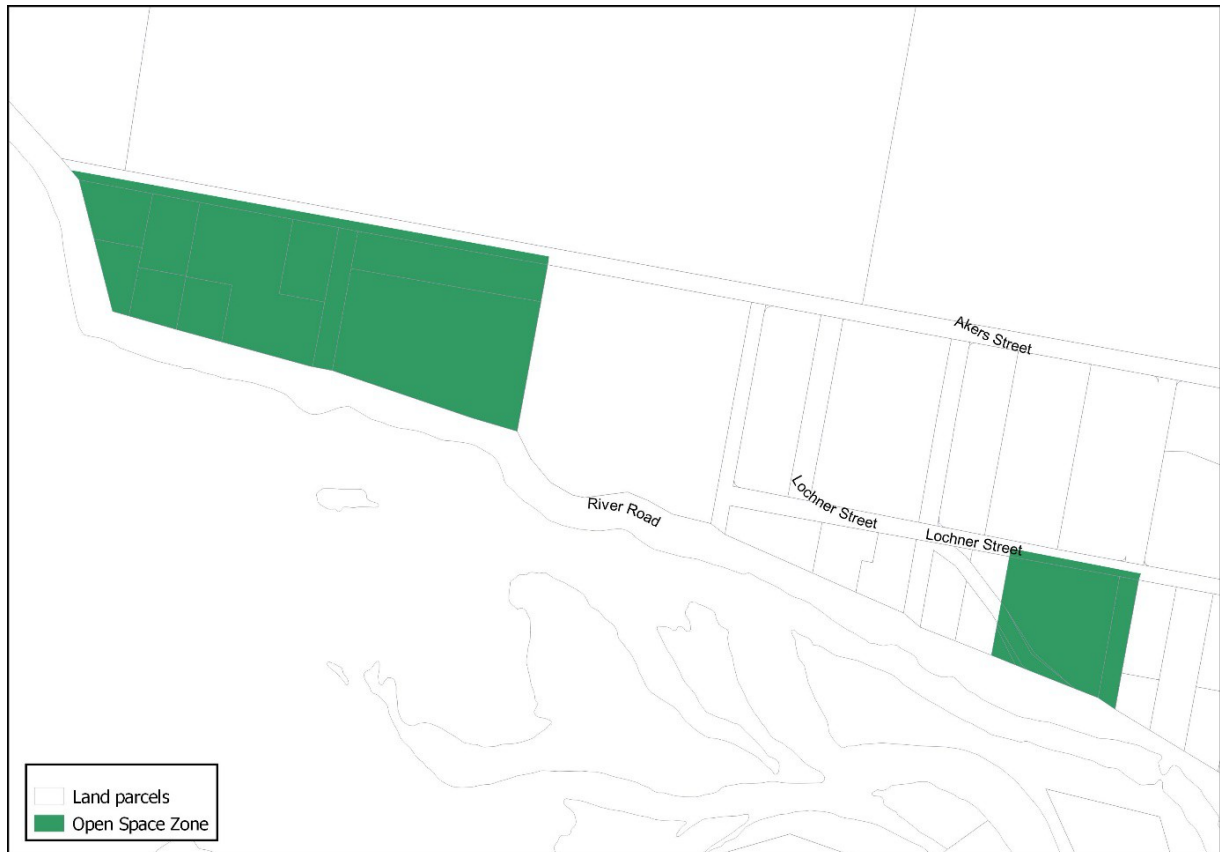 Akers Street
Lochner Street
River Road
Lochner Street
Land parcels
Open Space Zone